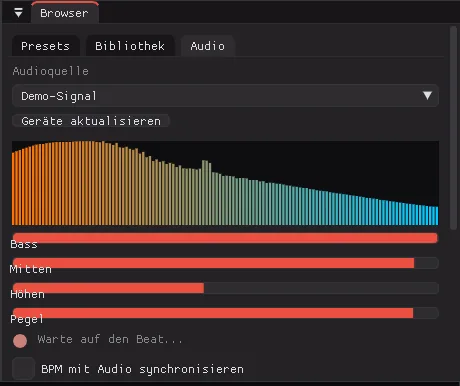 Browser
Presets Bibliothek Audio
Audioquelle
Demo-Signal
Geräte aktualisieren
Bass
Mitten
Höhen
Pegel
Warte auf den Beat...
BPM mit Audio synchronisieren